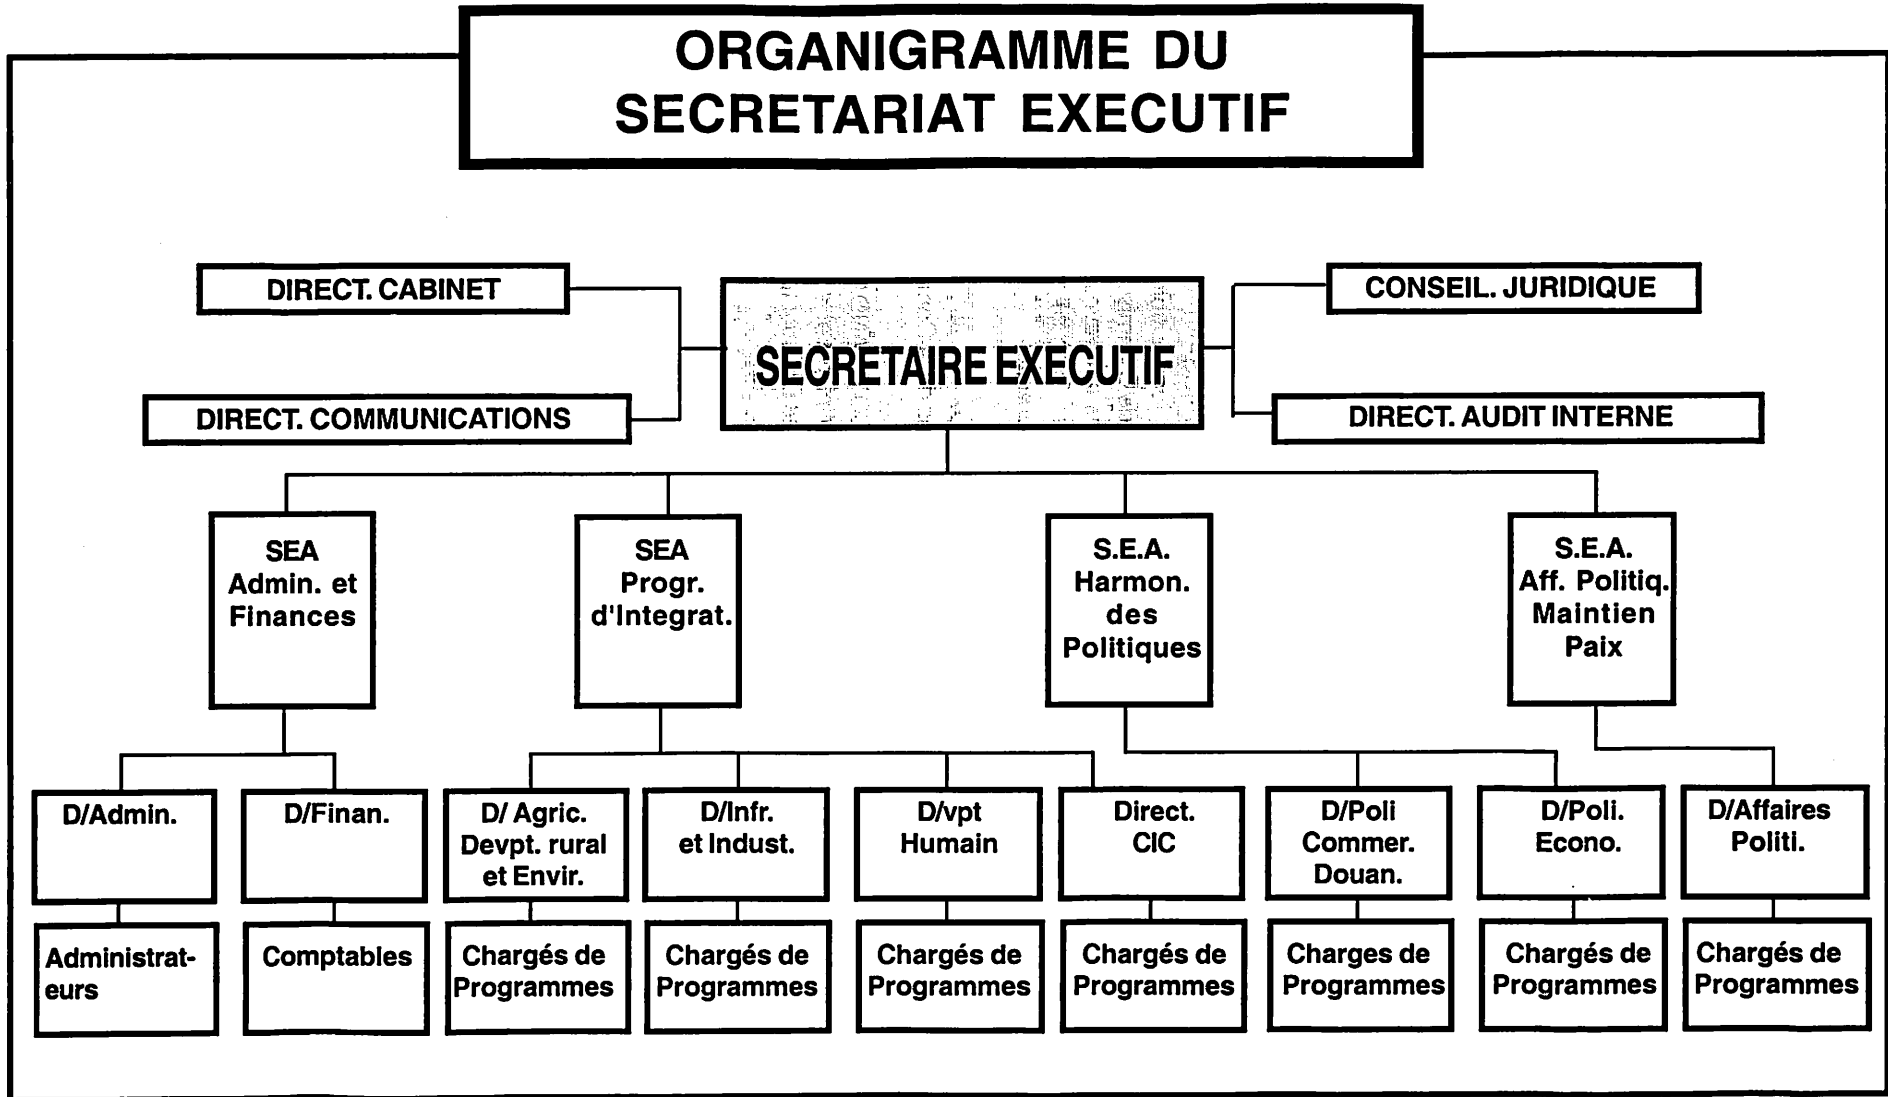 ORGANIGRAMME DU
SECRETARIAT EXECUTIF
DIRECT. CABINET
CONSEIL. JURIDIQUE
SECRETAIRE EXECUTIF
DIRECT. COMMUNICATIONS
DIRECT. AUDIT INTERNE
SEA
Admin. et
Finances
SEA
Progr.
d'Integrat.
S.E.A.
Harmon.
des
Politiques
S.E.A.
Aff. Politiq.
Maintien
Paix
D/Admin.
D/Finan.
D/ Agric.
Devpt. rural
et Envir.
D/Infr.
et Indust.
D/vpt
Humain
Direct.
CIC
D/Poli
Commer.
Douan.
D/Poli.
Econo.
D/Affaires
Politi.
Administrat-
eurs
Comptables
Chargés de
Programmes
Chargés de
Programmes
Chargés de
Programmes
Chargés de
Programmes
Charges de
Programmes
Chargés de
Programmes
Chargés de
Programmes